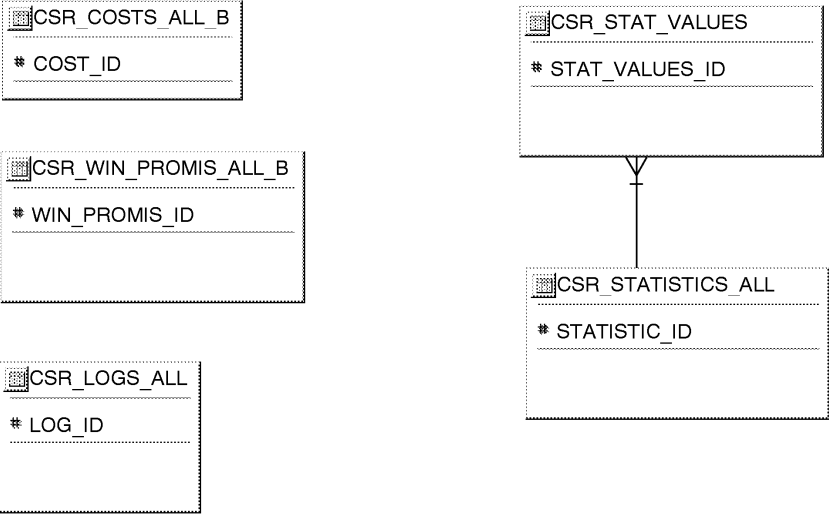 CSR_COSTS_ALL_B
# COST_ID
CSR_WIN_PROMIS_ALL_B
# WIN_PROMIS_ID
CSR_LOGS_ALL
# LOG_ID
CSR_STAT_VALUES
# STAT_VALUES_ID
CSR_STATISTICS_ALL
# STATISTIC_ID